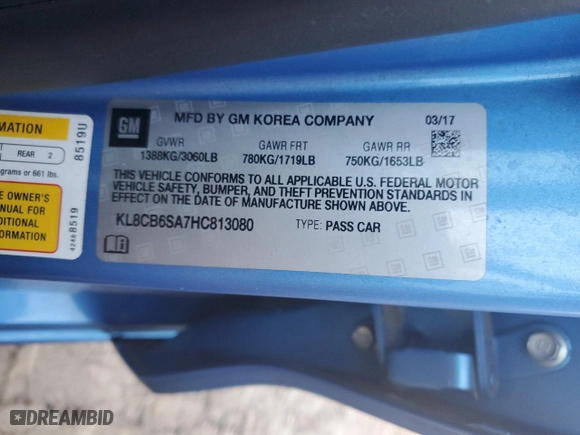 MFD BY GM KOREA COMPANY 03/17
GM
GVWR GAWR FRT GAWR RR
1388KG/3060LB 780KG/1719LB 750KG/1653LB
THIS VEHICLE CONFORMS TO ALL APPLICABLE U.S. FEDERAL MOTOR
VEHICLE SAFETY, BUMPER, AND THEFT PREVENTION STANDARDS IN
EFFECT ON THE DATE OF MANUFACTURE SHOWN ABOVE.
KL8CB6SA7HC813080 TYPE: PASS CAR
MATION
REAR 2
ograms or 661 lbs.
E OWNER'S
NUAL FOR
DITIONAL
ORMATION
8519U
4248 8519
DREAMBID